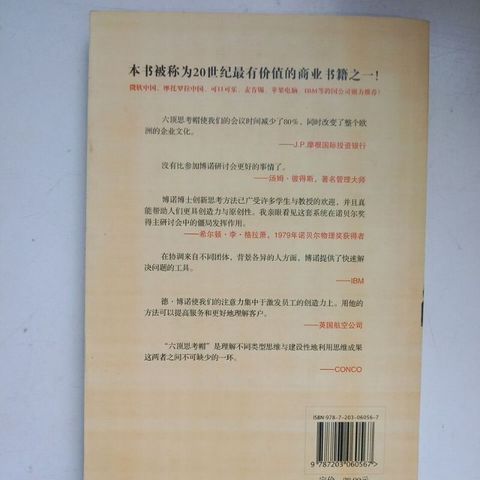 本书被称为20世纪最有价值的商业书籍之一！
微软中国、摩托罗拉中国、可口可乐、麦肯锡、苹果电脑、IBM等跨国公司倾力推荐！
六顶思考帽使我们的会议时间减少了80%，同时改变了整个欧
洲的企业文化。
——J.P.摩根国际投资银行
没有比参加博诺研讨会更好的事情了。
——汤姆·彼得斯，著名管理大师
博诺博士创新思考方法已广受许多学生与教授的欢迎，并且真
能帮助人们更具创造力与原创性。我亲眼看见这套系统在诺贝尔奖
得主研讨会中的僵局发挥作用。
——希尔顿·李·格拉萧，1979年诺贝尔物理奖获得者
在协调来自不同团体，背景各异的人方面，博诺提供了快速解
决问题的工具。
——IBM
德·博诺使我们的注意力集中于激发员工的创造力上。用他的
方法可以提高服务和更好地理解客户。
——英国航空公司
“六顶思考帽”是理解不同类型思维与建设性地利用思维成果
这两者之间不可缺少的一环。
——CONCO
ISBN 978-7-203-06056-7
9 787203 060567>
定价